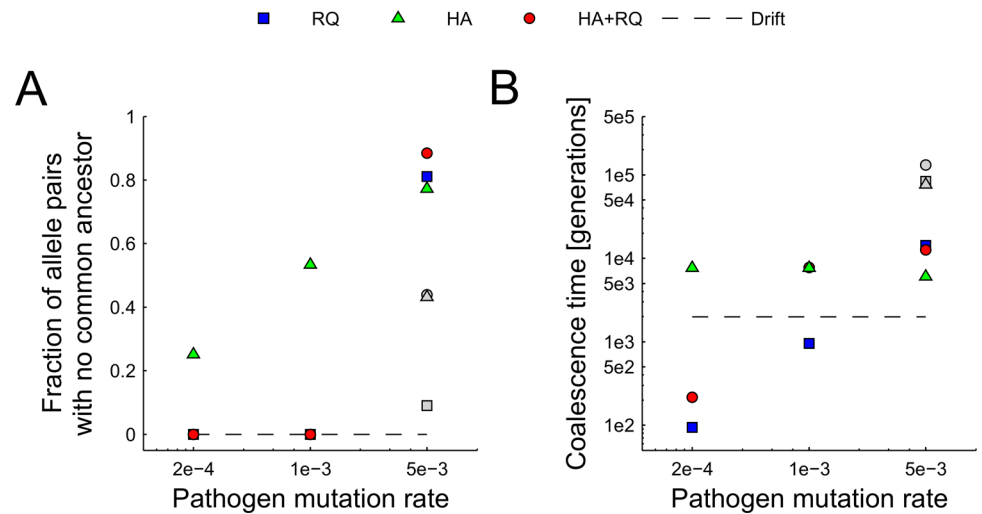 RQ HA HA+RQ Drift
A
Fraction of allele pairs
with no common ancestor
1
0.8
0.6
0.4
0.2
0
2e−4 1e−3 5e−3
Pathogen mutation rate
B
Coalescence time [generations]
5e5
1e5
5e4
1e4
5e3
1e3
5e2
1e2
2e−4 1e−3 5e−3
Pathogen mutation rate